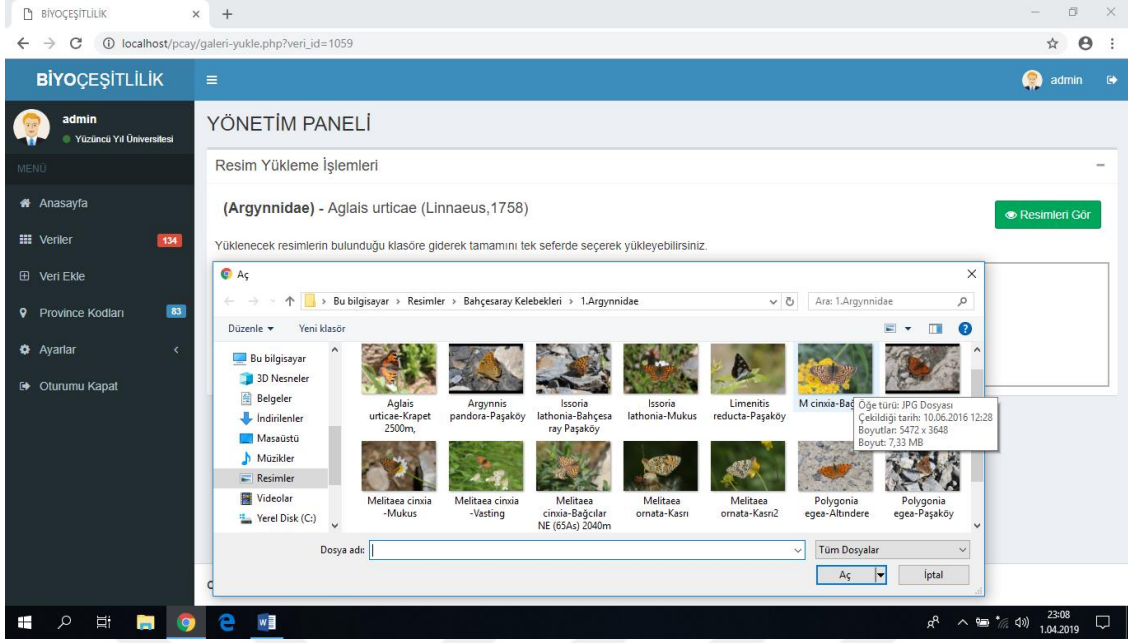 BİYOÇEŞİTLİLİK
localhost/pcay/galeri-yukle.php?veri_id=1059
BİYOÇEŞİTLİLİK
admin
admin
Yüzüncü Yıl Üniversitesi
MENÜ
Anasayfa
Veriler 134
Veri Ekle
Province Kodları 83
Ayarlar
Oturumu Kapat
YÖNETİM PANELİ
Resim Yükleme İşlemleri
(Argynnidae) - Aglais urticae (Linnaeus,1758)
Resimleri Gör
Yüklenecek resimlerin bulunduğu klasöre giderek tamamını tek seferde seçerek yükleyebilirsiniz.
Aç
Bu bilgisayar › Resimler › Bahçesaray Kelebekleri › 1.Argynnidae
Ara: 1.Argynnidae
Düzenle Yeni klasör
Bu bilgisayar
3D Nesneler
Belgeler
İndirilenler
Masaüstü
Müzikler
Resimler
Videolar
Yerel Disk (C:)
Aglais
urticae-Krapet
2500m,
Argynnis
pandora-Paşaköy
Issoria
lathonia-Bahçesa
ray Paşaköy
Issoria
lathonia-Mukus
Limenitis
reducta-Paşaköy
M cinxia-Bağ
Öğe türü: JPG Dosyası
Çekildiği tarih: 10.06.2016 12:28
Boyutlar: 5472 x 3648
Boyut: 7,33 MB
Melitaea cinxia
-Mukus
Melitaea cinxia
-Vasting
Melitaea
cinxia-Bağcılar
NE (65As) 2040m
Melitaea
ornata-Kasrı
Melitaea
ornata-Kasrı2
Polygonia
egea-Altındere
Polygonia
egea-Paşaköy
Dosya adı:
Tüm Dosyalar
Aç
İptal
23:08
1.04.2019